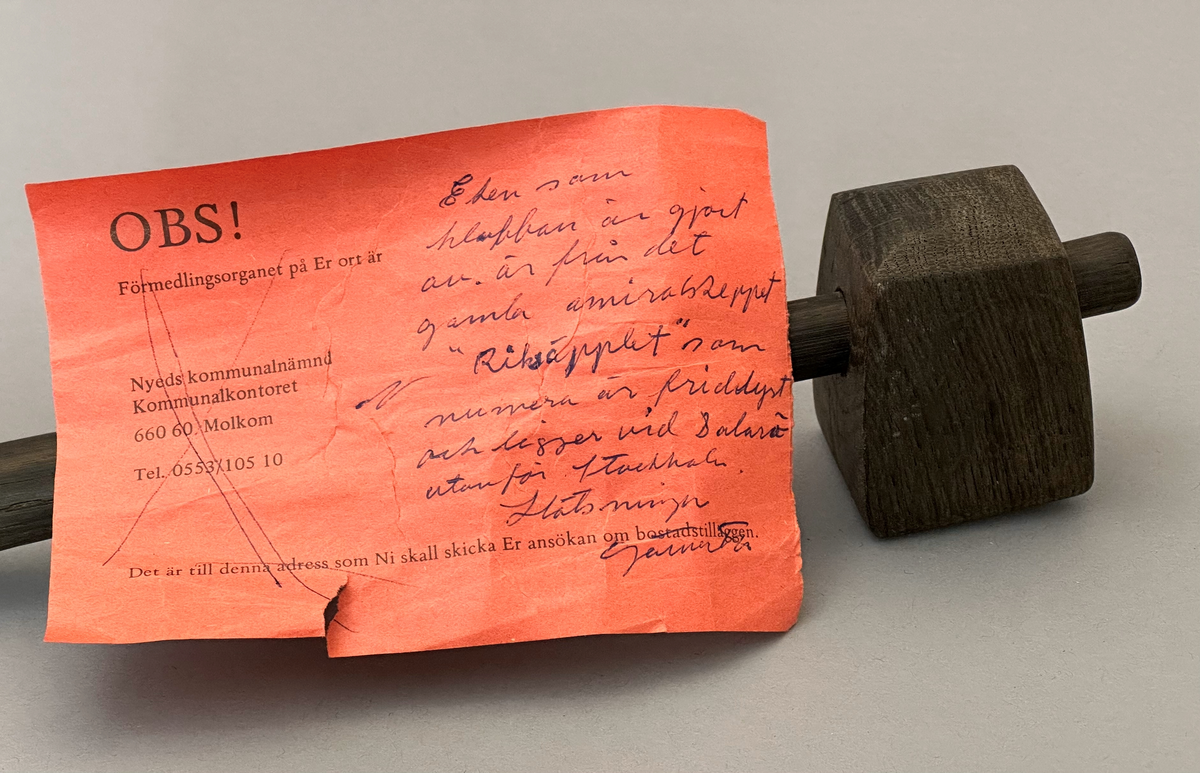 OBS!
Förmedlingsorganet på Er ort är
Nyeds kommunalnämnd
Kommunalkontoret
660 60 Molkom
Tel. 0553/105 10
Det är till denna adress som Ni skall skicka Er ansökan om bostadstilläggen.
Eken som
klubban är gjort
av. är från det
gamla amiralskeppet
"Riksäpplet" som
numera är fridlyst
och ligger vid Dalarö
utanför Stockholm.